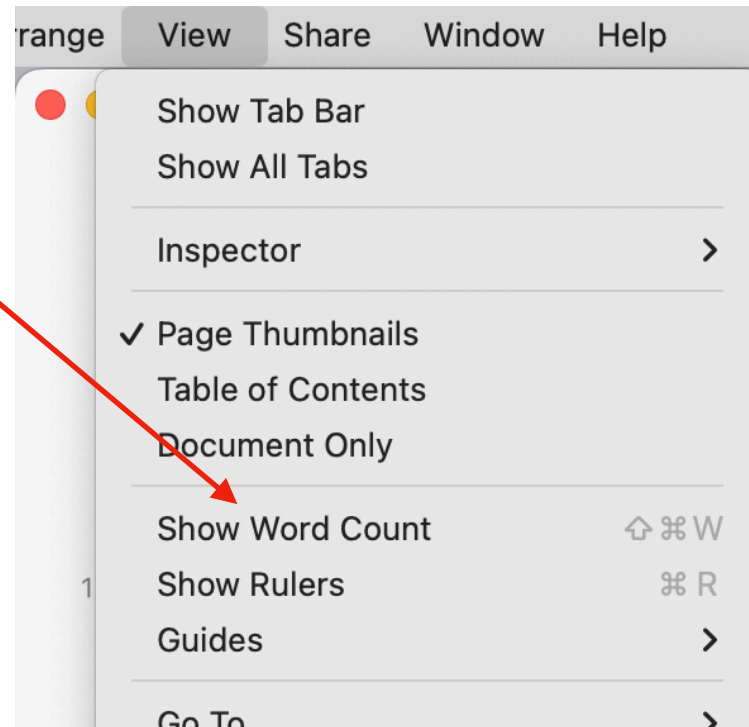 rrange View Share Window Help
Show Tab Bar
Show All Tabs
Inspector
✓ Page Thumbnails
Table of Contents
Document Only
Show Word Count ⇧⌘W
1 Show Rulers ⌘R
Guides
Go To